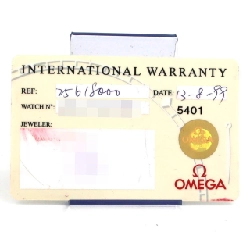 INTERNATIONAL WARRANTY
REF: 25618000 DATE 13-8-99
WATCH N°: 5401
JEWELER:
Ω
OMEGA